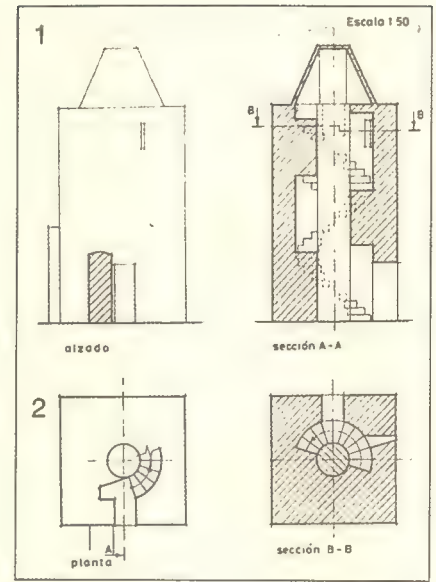 1
Escala 1:50
B
B
alzado
sección A-A
2
A
planta
sección B-B